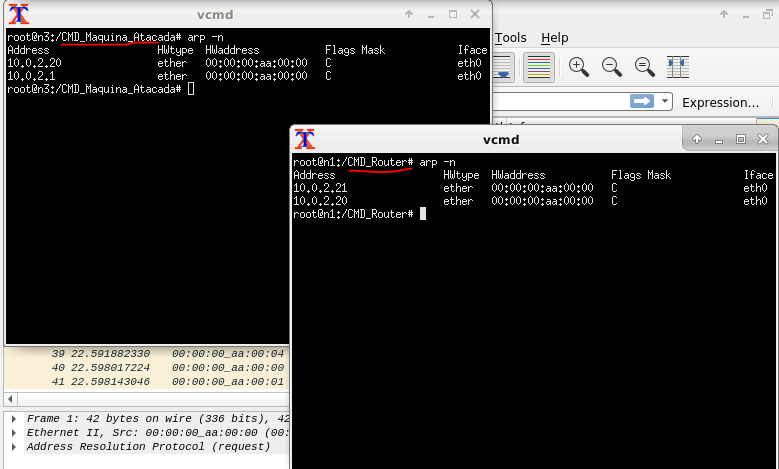 vcmd
root@n3:/CMD_Maquina_Atacada# arp -n
Address HWtype HWaddress Flags Mask Iface
10.0.2.20 ether 00:00:00:aa:00:00 C eth0
10.0.2.1 ether 00:00:00:aa:00:00 C eth0
root@n3:/CMD_Maquina_Atacada#
Tools Help
Expression...
vcmd
root@n1:/CMD_Router# arp -n
Address HWtype HWaddress Flags Mask Iface
10.0.2.21 ether 00:00:00:aa:00:00 C eth0
10.0.2.20 ether 00:00:00:aa:00:00 C eth0
root@n1:/CMD_Router#
39 22.591882330 00:00:00_aa:00:04
40 22.598017224 00:00:00_aa:00:00
41 22.598143046 00:00:00_aa:00:01
Frame 1: 42 bytes on wire (336 bits), 42
Ethernet II, Src: 00:00:00_aa:00:00 (00:
Address Resolution Protocol (request)